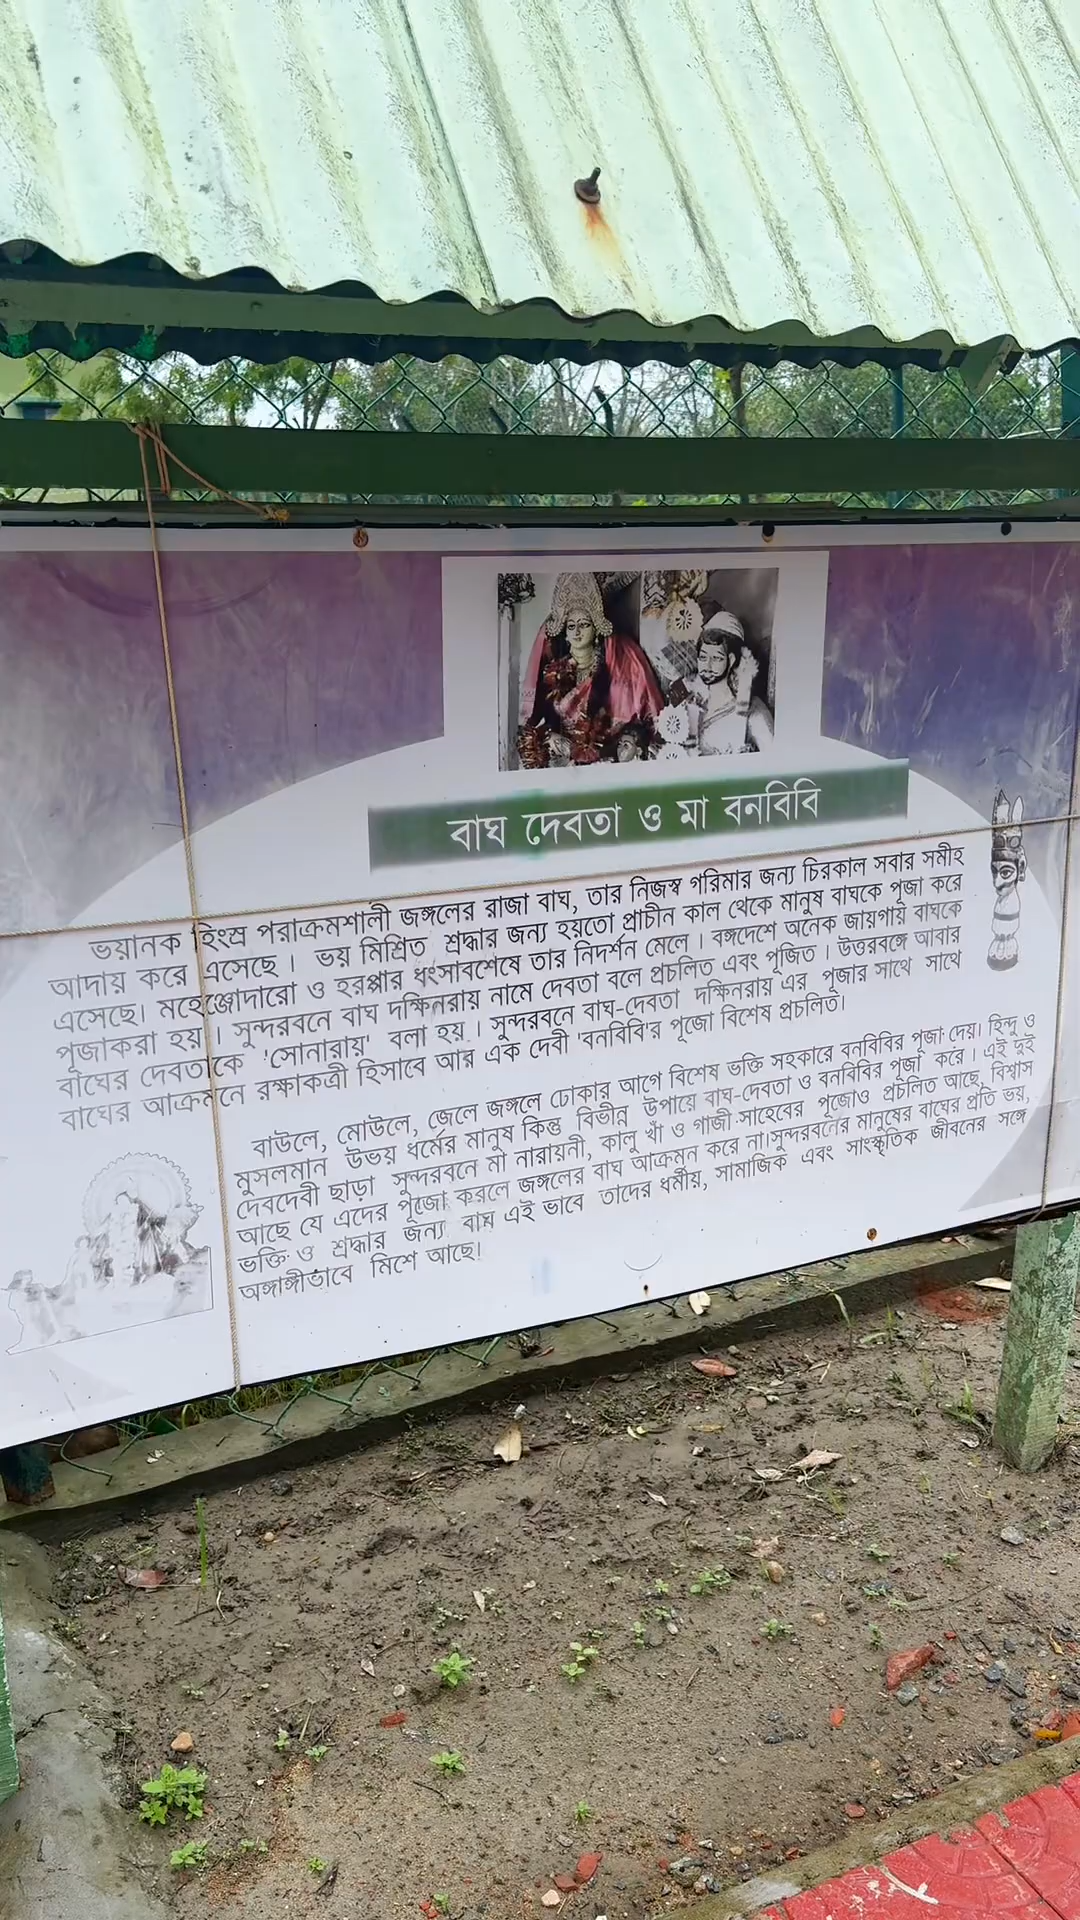 বাঘ দেবতা ও মা বনবিবি
ভয়ানক হিংস্র পরাক্রমশালী জঙ্গলের রাজা বাঘ, তার নিজস্ব গরিমার জন্য চিরকাল সবার সমীহ
আদায় করে এসেছে। ভয় মিশ্রিত শ্রদ্ধার জন্য হয়তো প্রাচীন কাল থেকে মানুষ বাঘকে পূজা করে
এসেছে। মহেঞ্জোদারো ও হরপ্পার ধংসাবশেষে তার নিদর্শন মেলে। বঙ্গদেশে অনেক জায়গায় বাঘকে
পূজাকরা হয়। সুন্দরবনে বাঘ দক্ষিনরায় নামে দেবতা বলে প্রচলিত এবং পূজিত। উত্তরবঙ্গে আবার
বাঘের দেবতাকে 'সোনারায়' বলা হয়। সুন্দরবনে বাঘ-দেবতা দক্ষিনরায় এর পূজার সাথে সাথে
বাঘের আক্রমনে রক্ষাকত্রী হিসাবে আর এক দেবী 'বনবিবি'র পূজো বিশেষ প্রচলিত।
বাউলে, মোউলে, জেলে জঙ্গলে ঢোকার আগে বিশেষ ভক্তি সহকারে বনবিবির পূজা দেয়। হিন্দু ও
মুসলমান উভয় ধর্মের মানুষ কিন্তু বিভীন্ন উপায়ে বাঘ-দেবতা ও বনবিবির পূজা করে। এই দুই
দেবদেবী ছাড়া সুন্দরবনে মা নারায়নী, কালু খাঁ ও গাজী সাহেবের পূজোও প্রচলিত আছে, বিশ্বাস
আছে যে এদের পূজো করলে জঙ্গলের বাঘ আক্রমন করে না।সুন্দরবনের মানুষের বাঘের প্রতি ভয়,
ভক্তি ও শ্রদ্ধার জন্য বাঘ এই ভাবে তাদের ধর্মীয়, সামাজিক এবং সাংস্কৃতিক জীবনের সঙ্গে
অঙ্গাঙ্গীভাবে মিশে আছে।